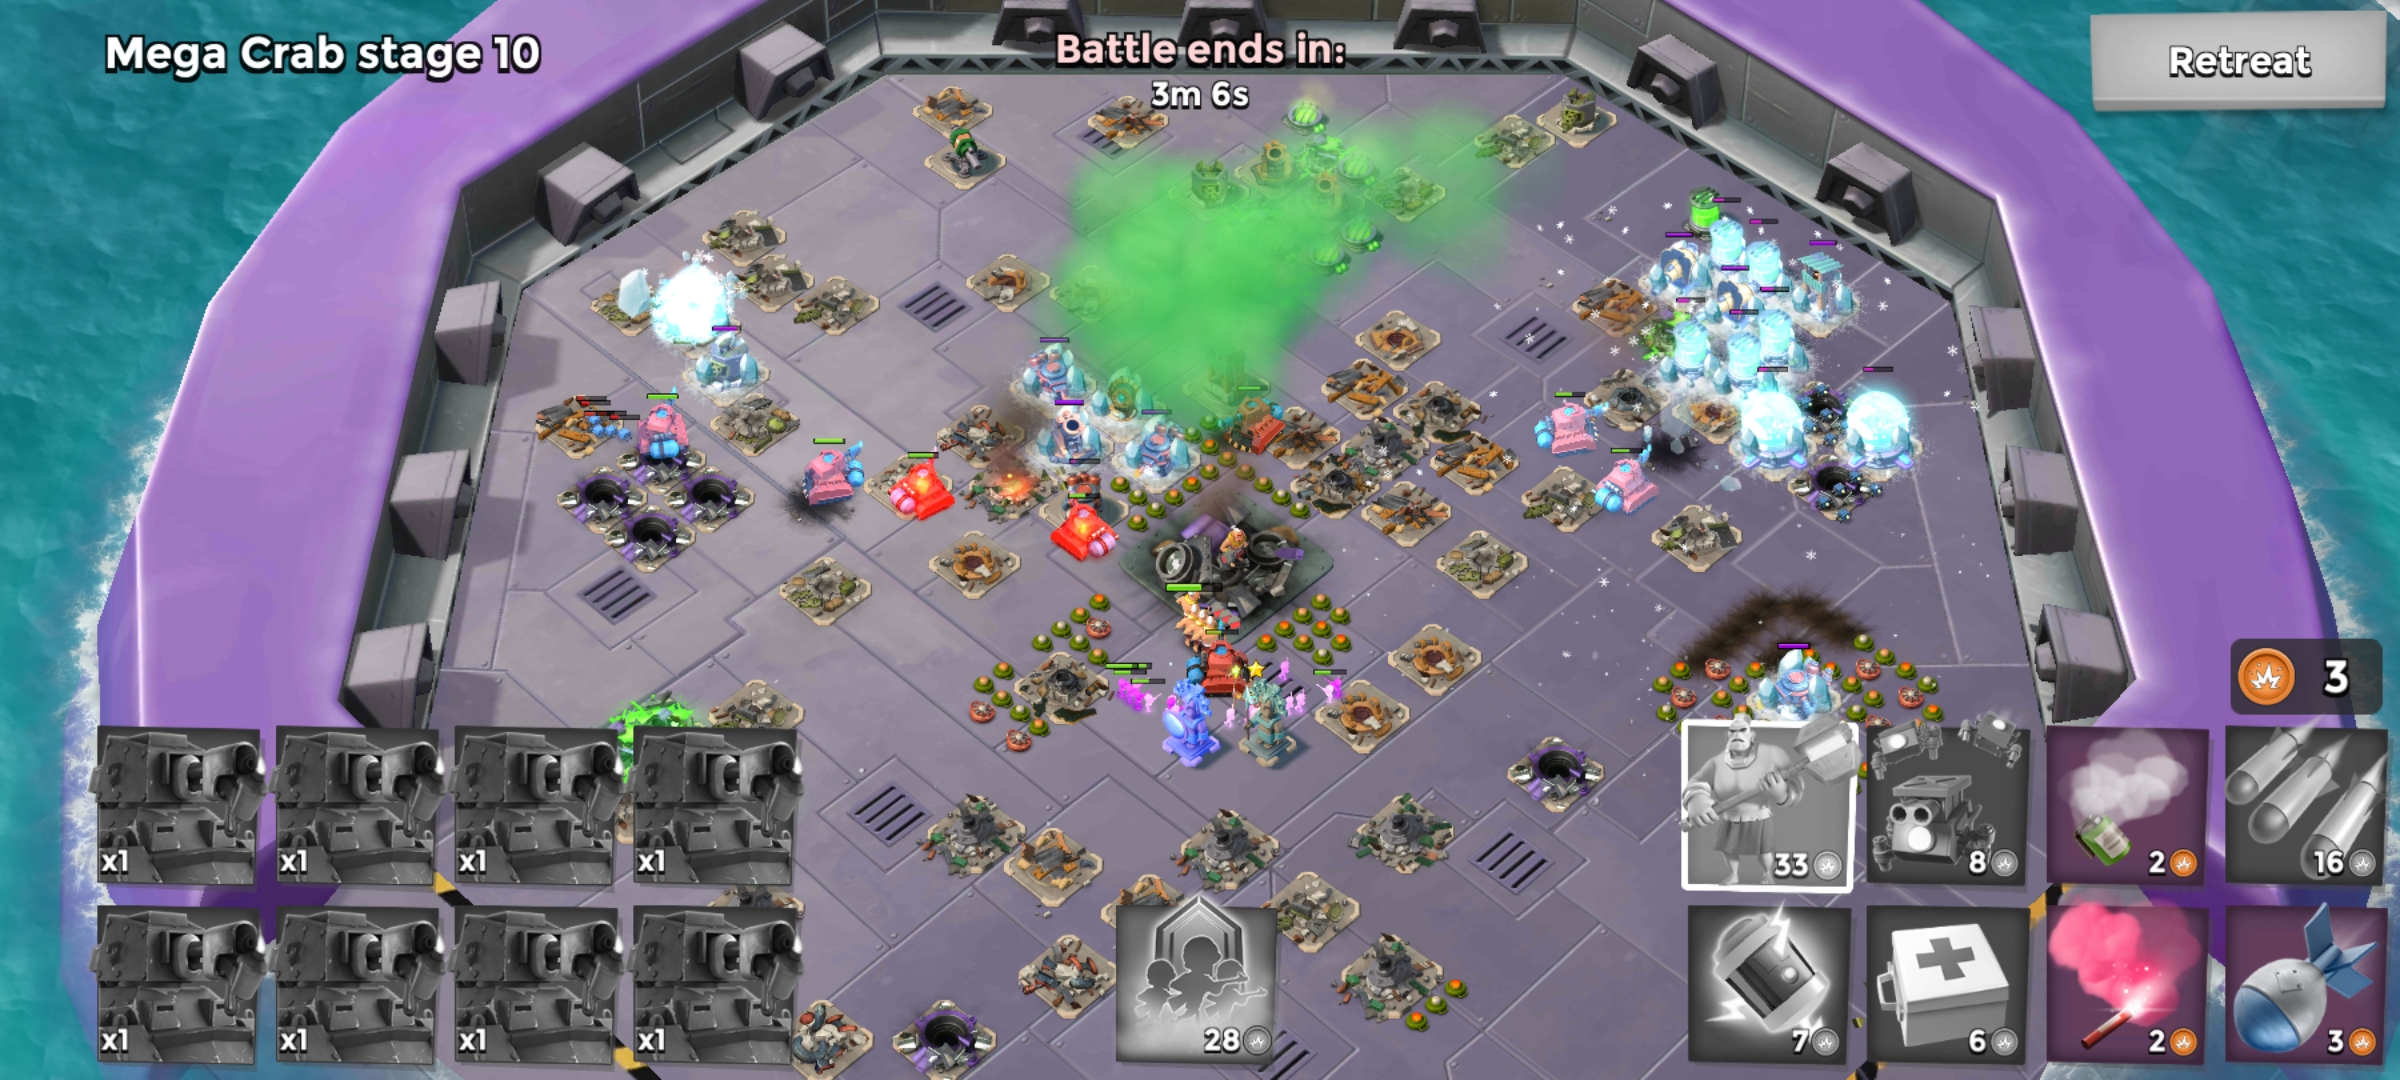 Mega Crab stage 10
Battle ends in:
3m 6s
Retreat
3
x1
x1
x1
x1
33
8
2
16
x1
x1
x1
x1
28
7
6
2
3